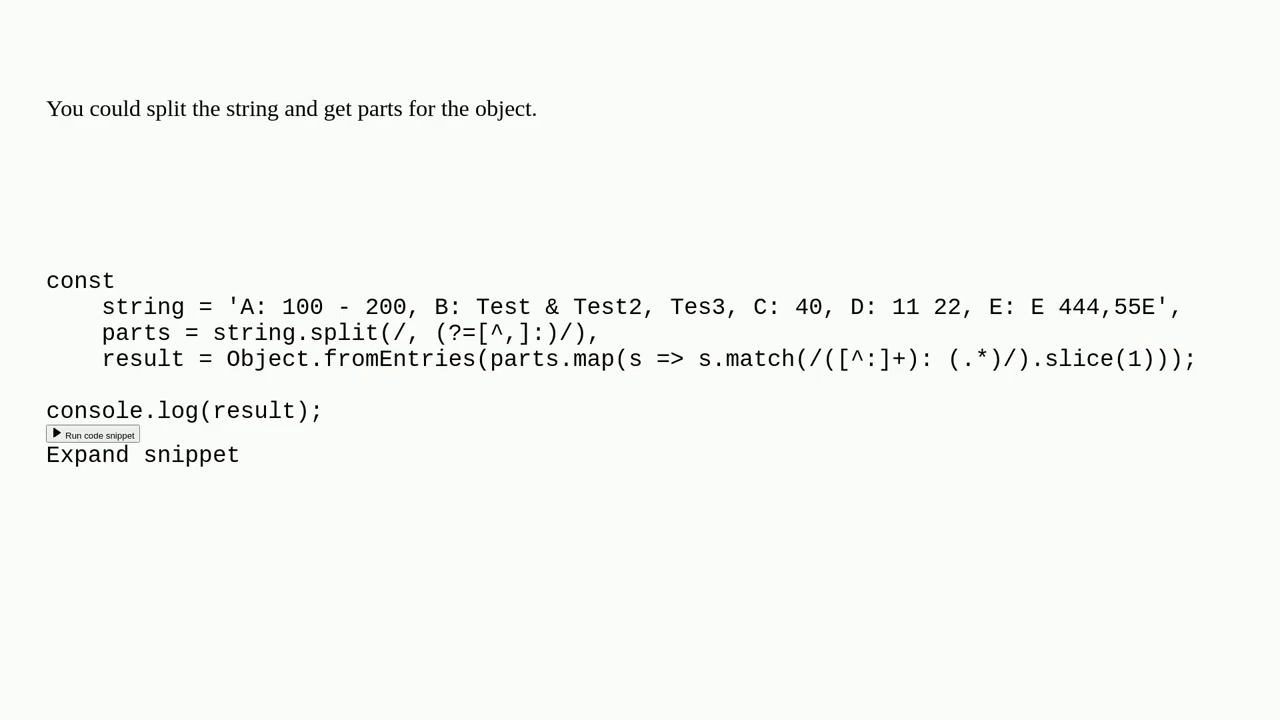 You could split the string and get parts for the object.
const
    string = 'A: 100 - 200, B: Test & Test2, Tes3, C: 40, D: 11 22, E: E 444,55E',
    parts = string.split(/, (?=[^,]:)/),
    result = Object.fromEntries(parts.map(s => s.match(/([^:]+): (.*)/).slice(1)));
console.log(result);
Run code snippet
Expand snippet